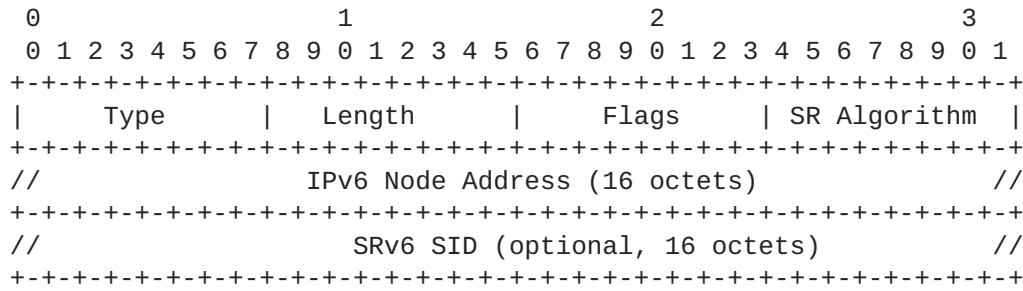 0                   1                   2                   3
 0 1 2 3 4 5 6 7 8 9 0 1 2 3 4 5 6 7 8 9 0 1 2 3 4 5 6 7 8 9 0 1
+-+-+-+-+-+-+-+-+-+-+-+-+-+-+-+-+-+-+-+-+-+-+-+-+-+-+-+-+-+-+-+-+
|     Type      |   Length      |     Flags     | SR Algorithm  |
+-+-+-+-+-+-+-+-+-+-+-+-+-+-+-+-+-+-+-+-+-+-+-+-+-+-+-+-+-+-+-+-+
//                 IPv6 Node Address (16 octets)               //
+-+-+-+-+-+-+-+-+-+-+-+-+-+-+-+-+-+-+-+-+-+-+-+-+-+-+-+-+-+-+-+-+
//                    SRv6 SID (optional, 16 octets)           //
+-+-+-+-+-+-+-+-+-+-+-+-+-+-+-+-+-+-+-+-+-+-+-+-+-+-+-+-+-+-+-+-+